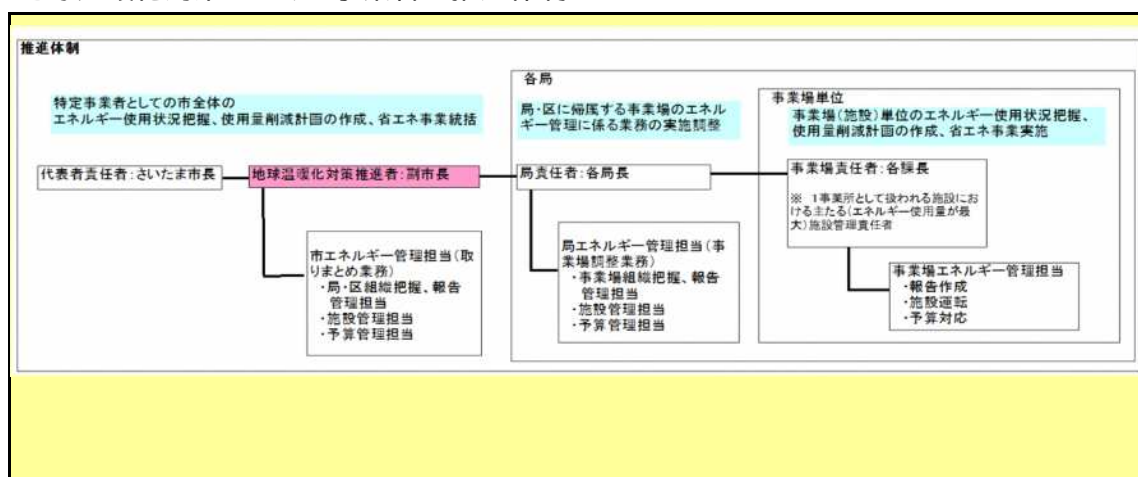 推進体制
各局
特定事業者としての市全体の
エネルギー使用状況把握、使用量削減計画の作成、省エネ事業統括
局・区に帰属する事業場のエネル
ギー管理に係る業務の実施調整
事業場単位
事業場(施設)単位のエネルギー使用状況把握、
使用量削減計画の作成、省エネ事業実施
代表者責任者:さいたま市長
地球温暖化対策推進者:副市長
局責任者:各局長
事業場責任者:各課長
※ 1事業所として扱われる施設にお
ける主たる(エネルギー使用量が最
大)施設管理責任者
市エネルギー管理担当(取
りまとめ業務)
・局・区組織把握、報告
管理担当
・施設管理担当
・予算管理担当
局エネルギー管理担当(事
業場調整業務)
・事業場組織把握、報告
管理担当
・施設管理担当
・予算管理担当
事業場エネルギー管理担当
・報告作成
・施設運転
・予算対応